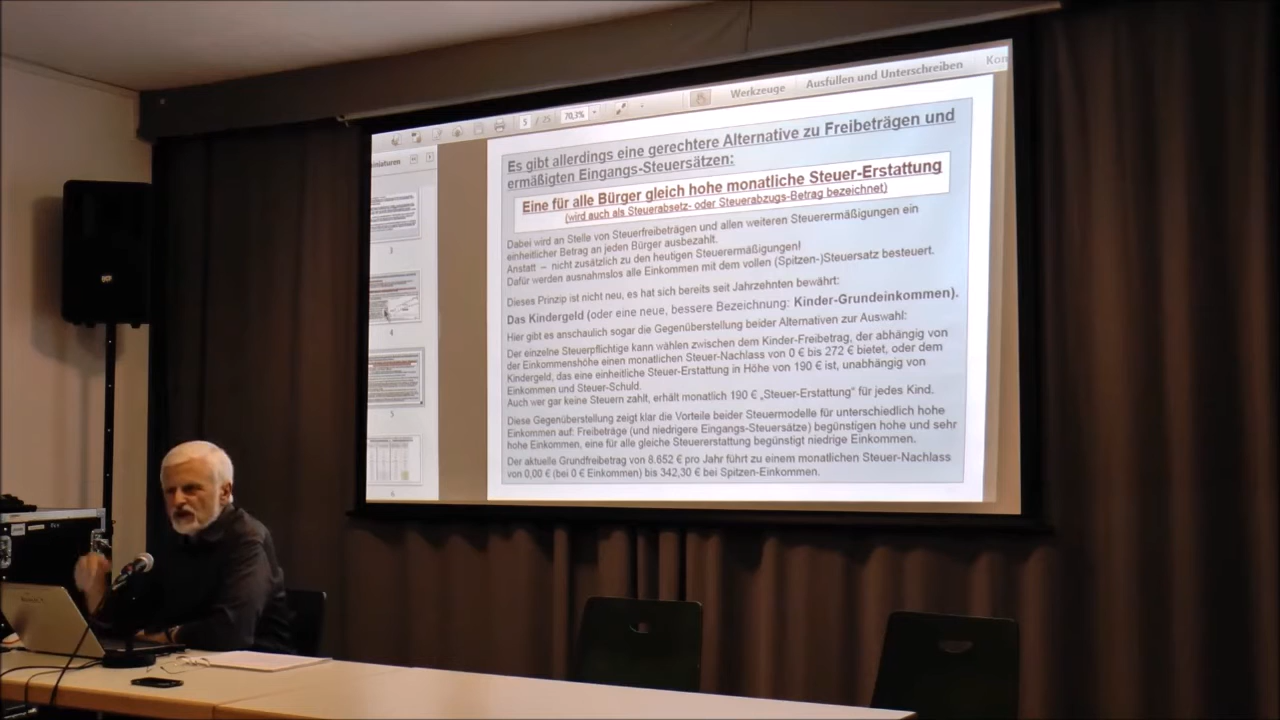 Werkzeuge
Ausfüllen und Unterschreiben
5 / 25
70,3%
Es gibt allerdings eine gerechtere Alternative zu Freibeträgen und
ermäßigten Eingangs-Steuersätzen:
Eine für alle Bürger gleich hohe monatliche Steuer-Erstattung
(wird auch als Steuerabsetz- oder Steuerabzugs-Betrag bezeichnet)
Dabei wird an Stelle von Steuerfreibeträgen und allen weiteren Steuerermäßigungen ein
einheitlicher Betrag an jeden Bürger ausbezahlt.
Anstatt – nicht zusätzlich zu den heutigen Steuerermäßigungen!
Dafür werden ausnahmslos alle Einkommen mit dem vollen (Spitzen-)Steuersatz besteuert.
Dieses Prinzip ist nicht neu, es hat sich bereits seit Jahrzehnten bewährt:
Das Kindergeld (oder eine neue, bessere Bezeichnung: Kinder-Grundeinkommen).
Hier gibt es anschaulich sogar die Gegenüberstellung beider Alternativen zur Auswahl:
Der einzelne Steuerpflichtige kann wählen zwischen dem Kinder-Freibetrag, der abhängig von
der Einkommenshöhe einen monatlichen Steuer-Nachlass von 0 € bis 272 € bietet, oder dem
Kindergeld, das eine einheitliche Steuer-Erstattung in Höhe von 190 € ist, unabhängig von
Einkommen und Steuer-Schuld.
Auch wer gar keine Steuern zahlt, erhält monatlich 190 € „Steuer-Erstattung“ für jedes Kind.
Diese Gegenüberstellung zeigt klar die Vorteile beider Steuermodelle für unterschiedlich hohe
Einkommen auf: Freibeträge (und niedrigere Eingangs-Steuersätze) begünstigen hohe und sehr
hohe Einkommen, eine für alle gleiche Steuererstattung begünstigt niedrige Einkommen.
Der aktuelle Grundfreibetrag von 8.652 € pro Jahr führt zu einem monatlichen Steuer-Nachlass
von 0,00 € (bei 0 € Einkommen) bis 342,30 € bei Spitzen-Einkommen.
3
4
5
6